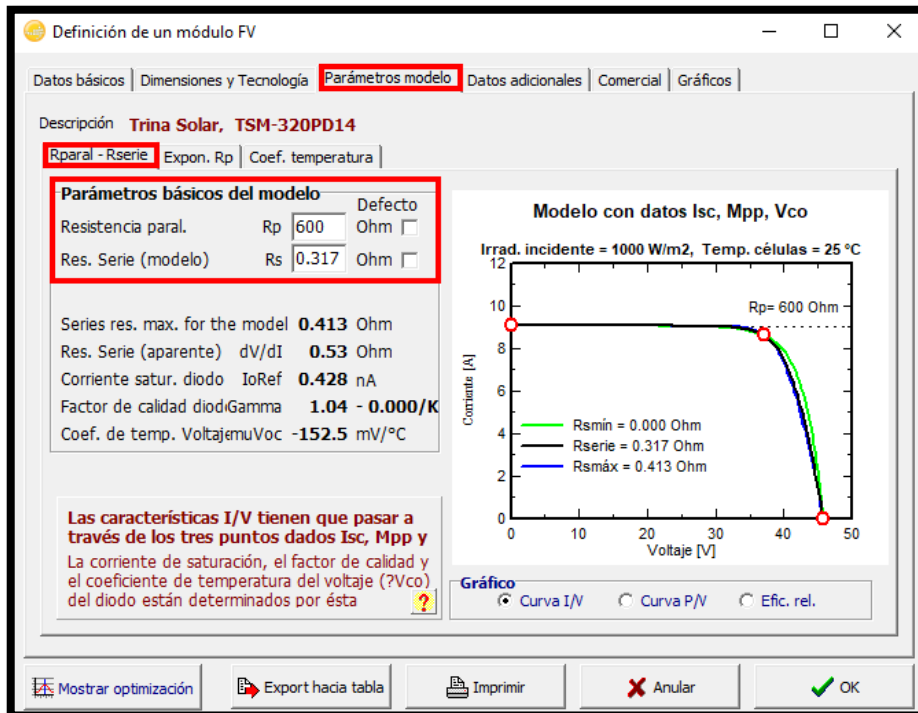 Definición de un módulo FV
Datos básicos Dimensiones y Tecnología Parámetros modelo Datos adicionales Comercial Gráficos
Descripción Trina Solar, TSM-320PD14
Rparal - Rserie Expon. Rp Coef. temperatura
Parámetros básicos del modelo
Defecto
Resistencia paral. Rp 600 Ohm
Res. Serie (modelo) Rs 0.317 Ohm
Series res. max. for the model 0.413 Ohm
Res. Serie (aparente) dV/dI 0.53 Ohm
Corriente satur. diodo IoRef 0.428 nA
Factor de calidad diod Gamma 1.04 - 0.000/K
Coef. de temp. Voltaje muVoc -152.5 mV/°C
Las características I/V tienen que pasar a
través de los tres puntos dados Isc, Mpp y
La corriente de saturación, el factor de calidad y
el coeficiente de temperatura del voltaje (?Vco)
del diodo están determinados por ésta
?
Modelo con datos Isc, Mpp, Vco
Irrad. incidente = 1000 W/m2, Temp. células = 25 °C
12
10
8
6
4
2
0
Corriente [A]
Rp= 600 Ohm
Rsmín = 0.000 Ohm
Rserie = 0.317 Ohm
Rsmáx = 0.413 Ohm
0 10 20 30 40 50
Voltaje [V]
Gráfico
Curva I/V Curva P/V Efic. rel.
Mostrar optimización Export hacia tabla Imprimir Anular OK